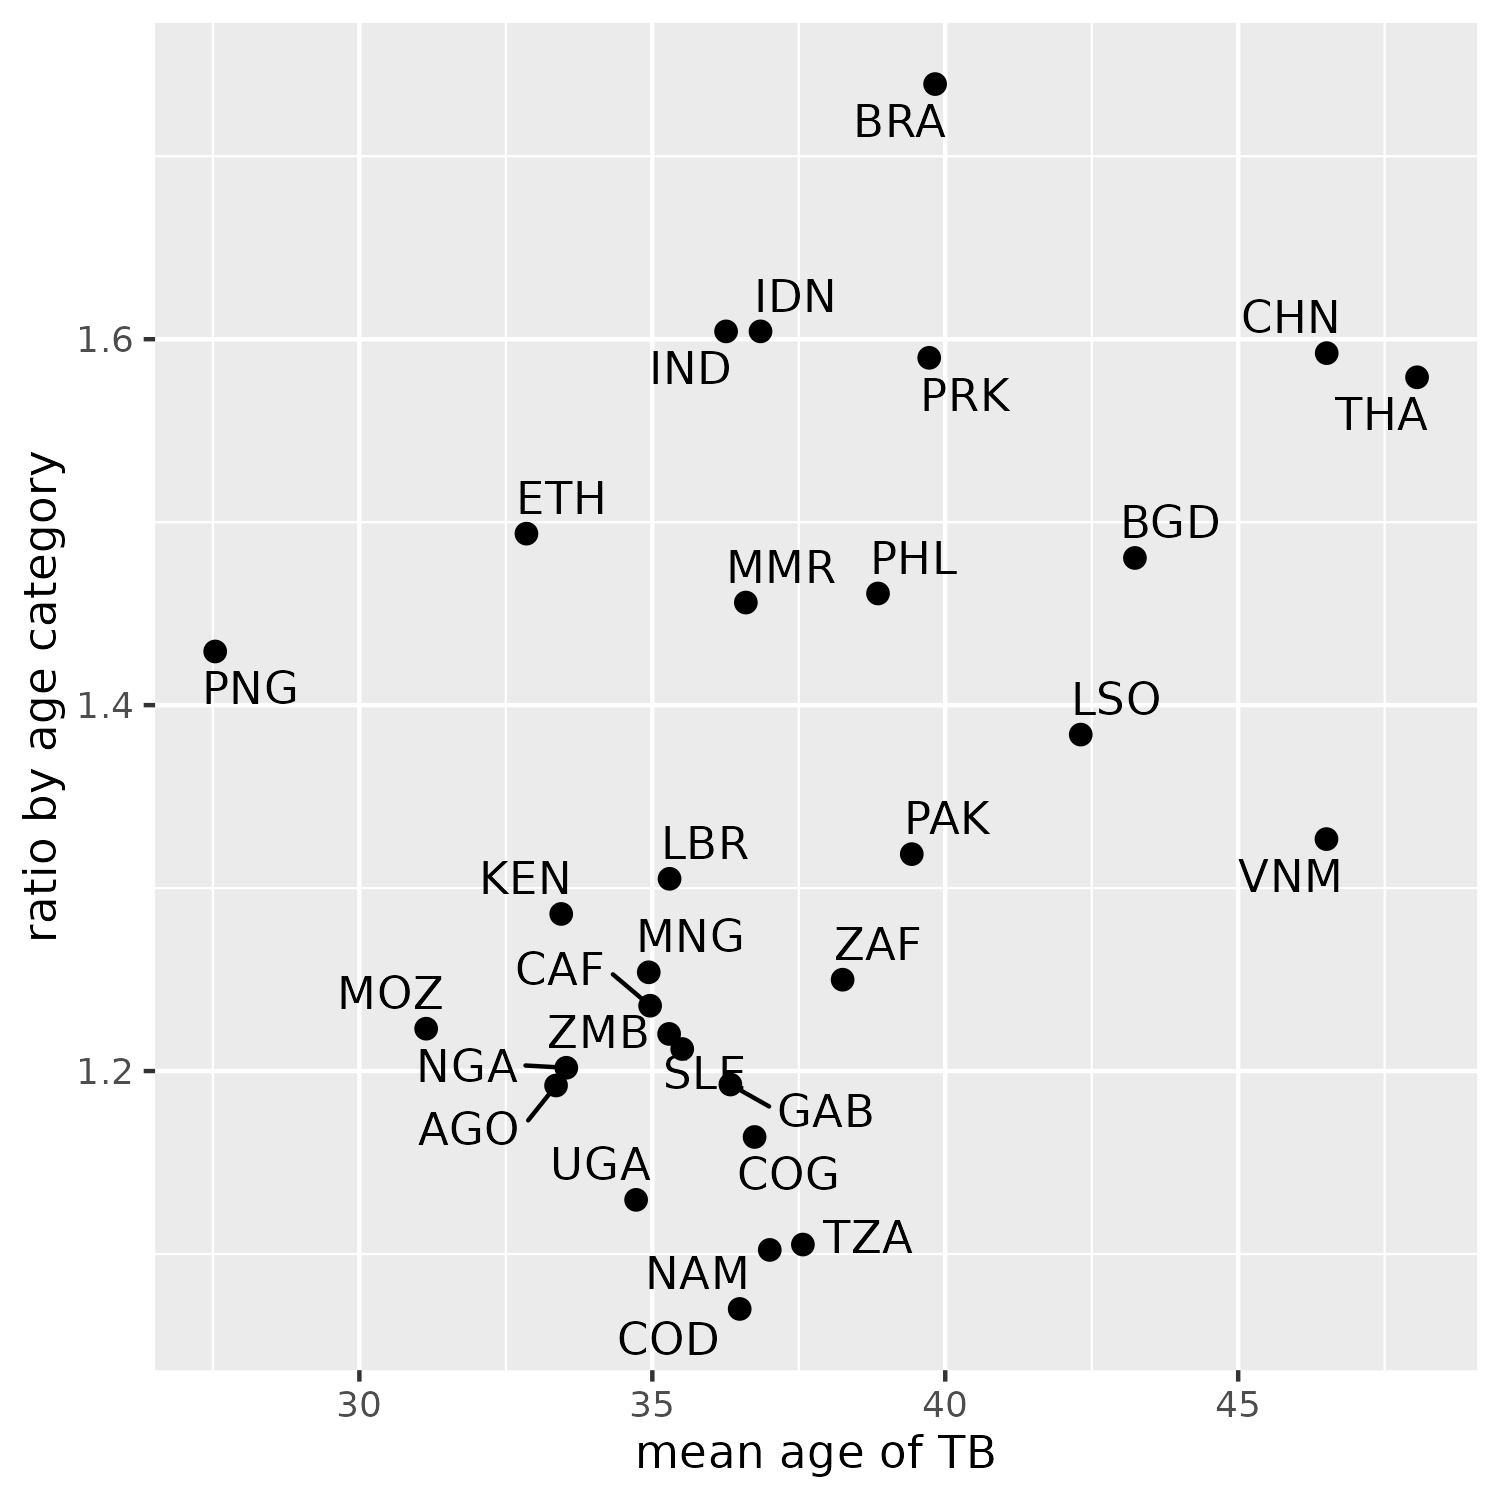 BRA
IDN
CHN
1.6
IND
PRK
THA
ETH
BGD
PHL
MMR
PNG
LSO
1.4
ratio by age category
PAK
LBR
KEN
VNM
MNG
ZAF
CAF
MOZ
ZMB
NGA
SLE
1.2
GAB
AGO
UGA
COG
TZA
NAM
COD
30
35
40
45
mean age of TB